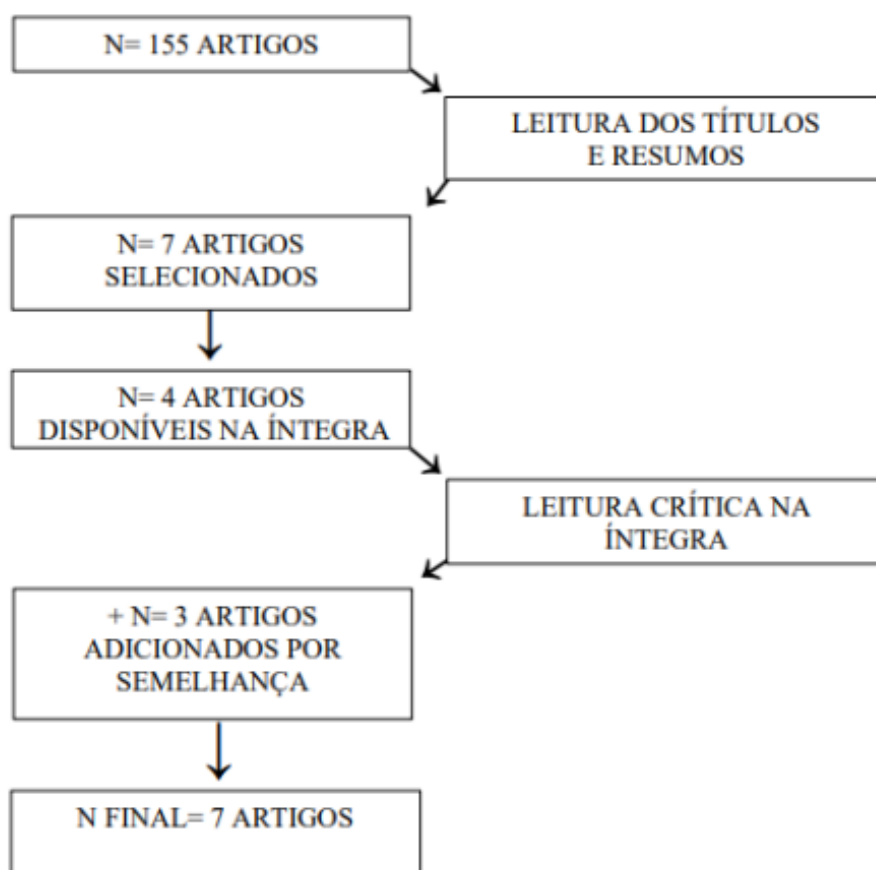 N= 155 ARTIGOS
LEITURA DOS TÍTULOS
E RESUMOS
N= 7 ARTIGOS
SELECIONADOS
N= 4 ARTIGOS
DISPONÍVEIS NA ÍNTEGRA
LEITURA CRÍTICA NA
ÍNTEGRA
+ N= 3 ARTIGOS
ADICIONADOS POR
SEMELHANÇA
N FINAL= 7 ARTIGOS